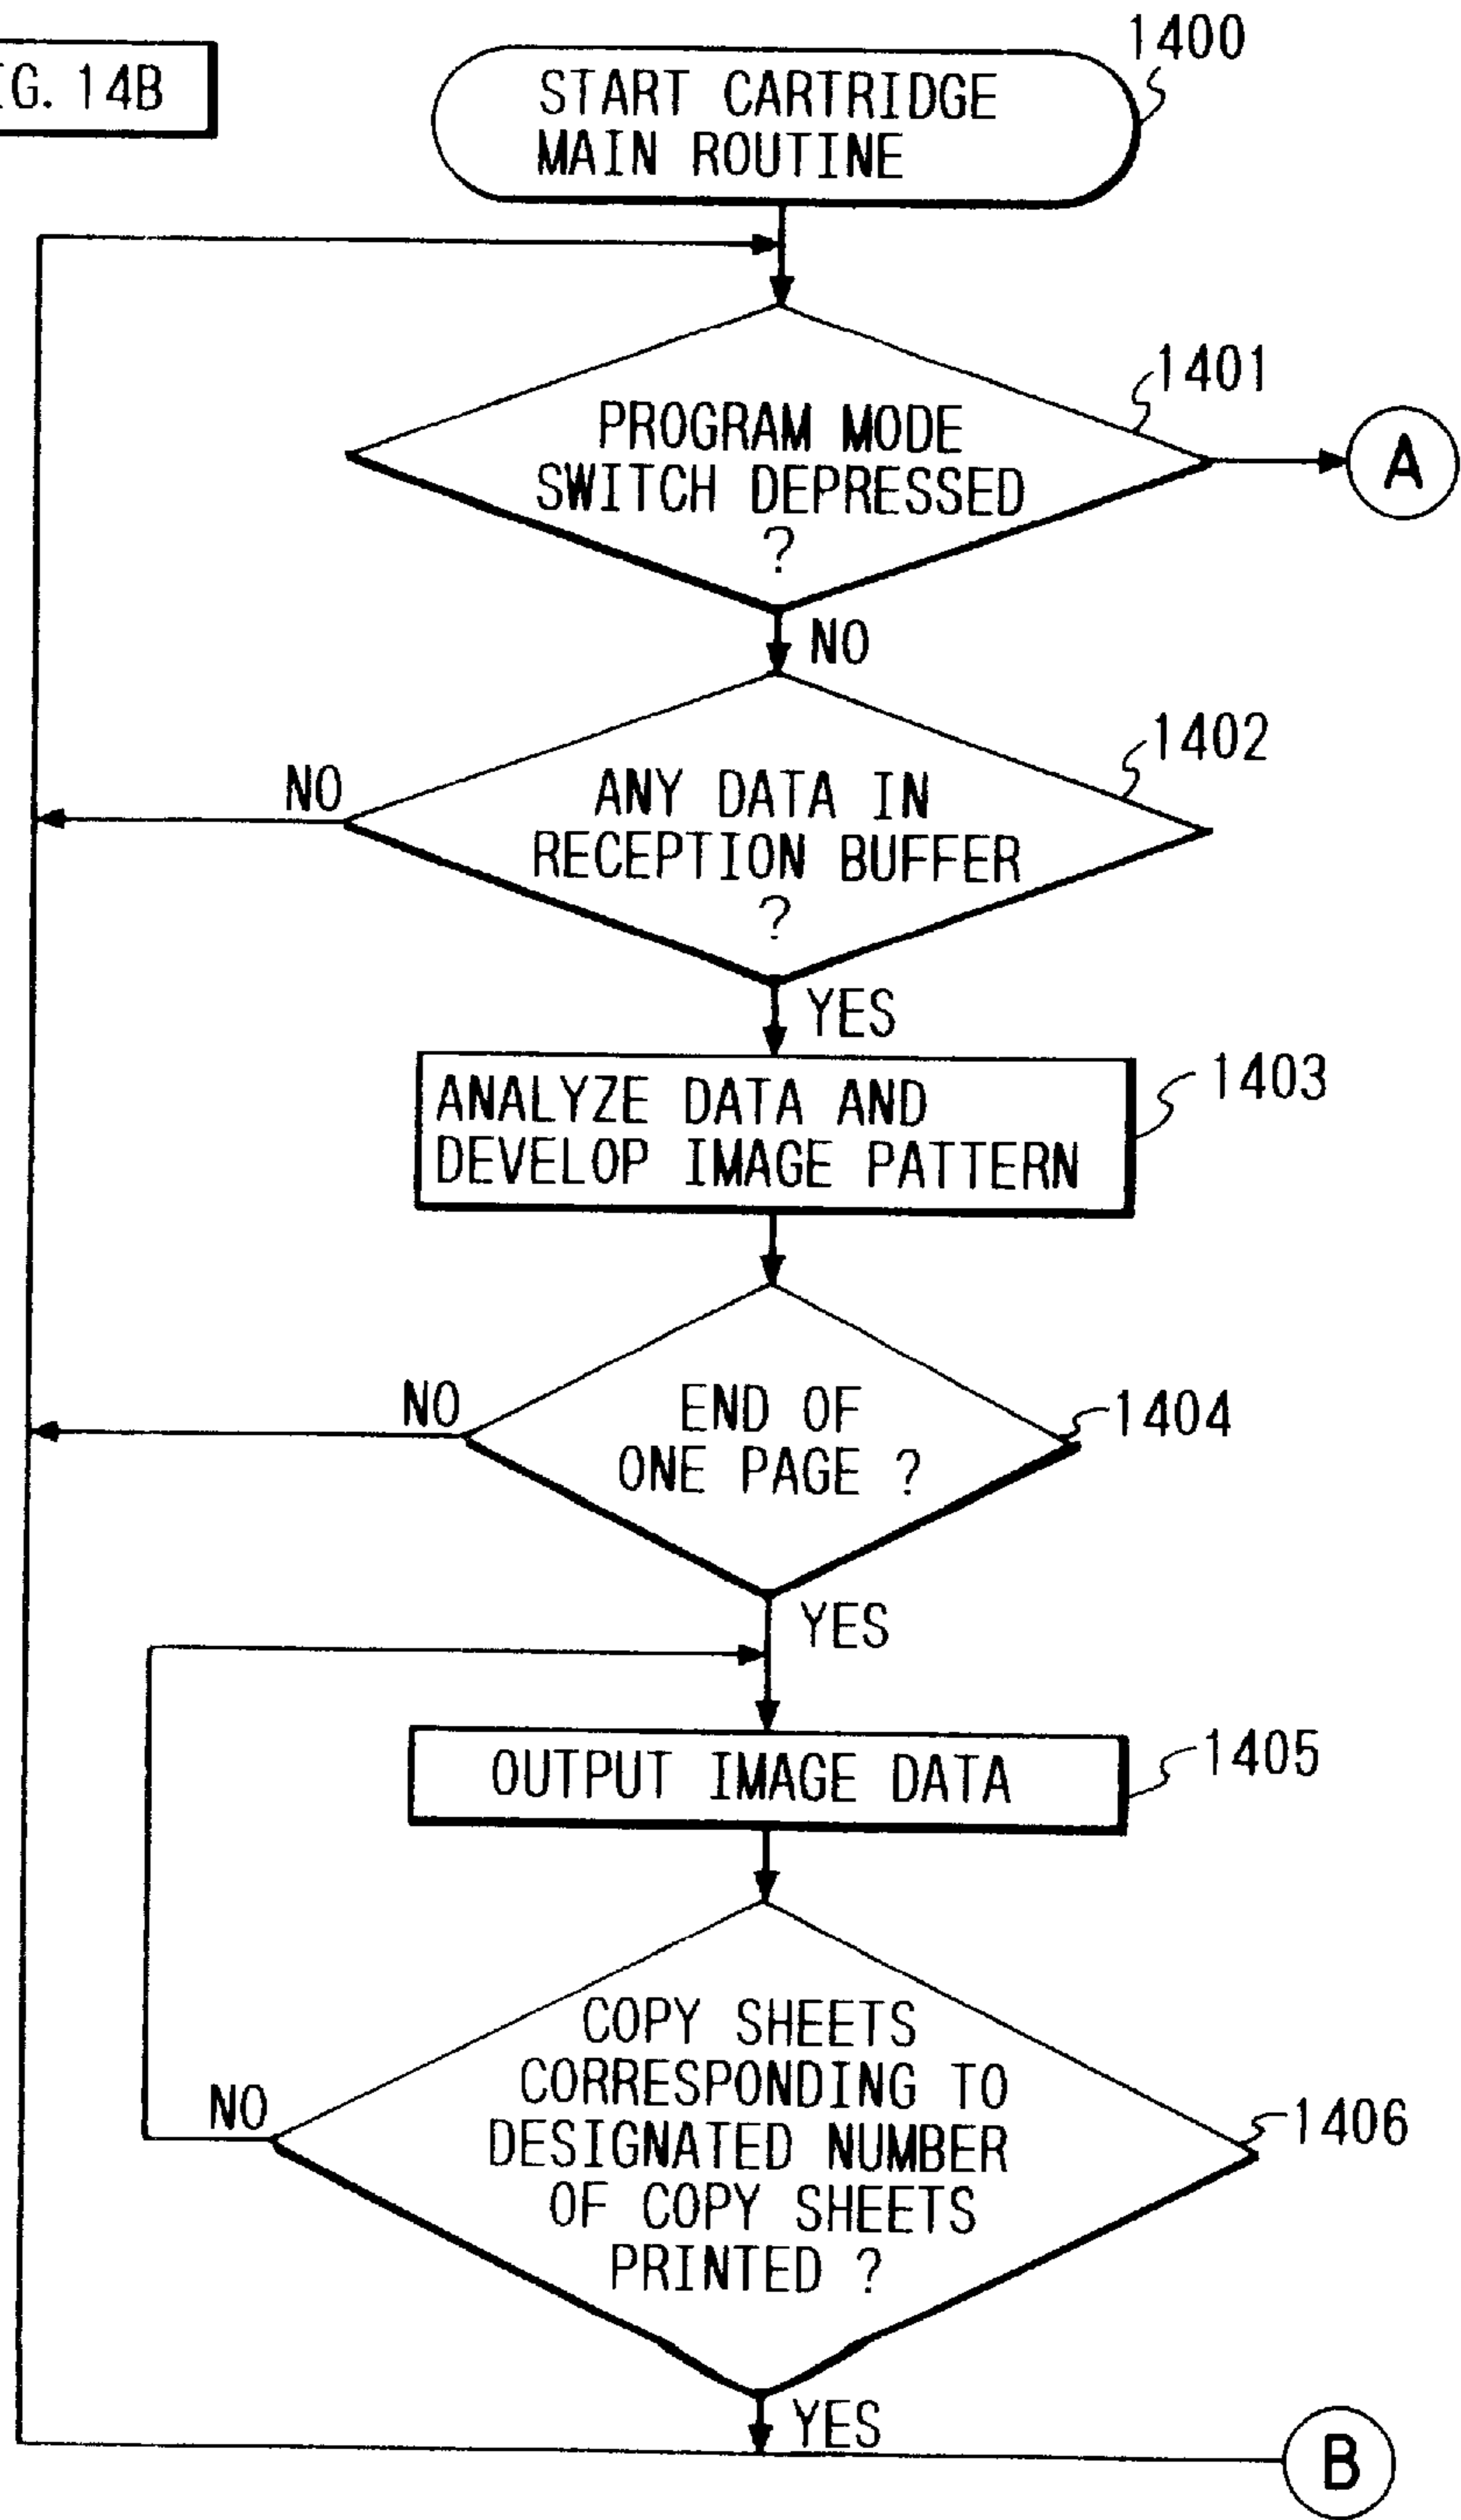 G. 14B
1400
START CARTRIDGE
MAIN ROUTINE
1401
PROGRAM MODE
SWITCH DEPRESSED
?
A
NO
1402
NO
ANY DATA IN
RECEPTION BUFFER
?
YES
1403
ANALYZE DATA AND
DEVELOP IMAGE PATTERN
NO
END OF
ONE PAGE ?
1404
YES
OUTPUT IMAGE DATA
1405
COPY SHEETS
CORRESPONDING TO
DESIGNATED NUMBER
OF COPY SHEETS
PRINTED ?
NO
1406
YES
B